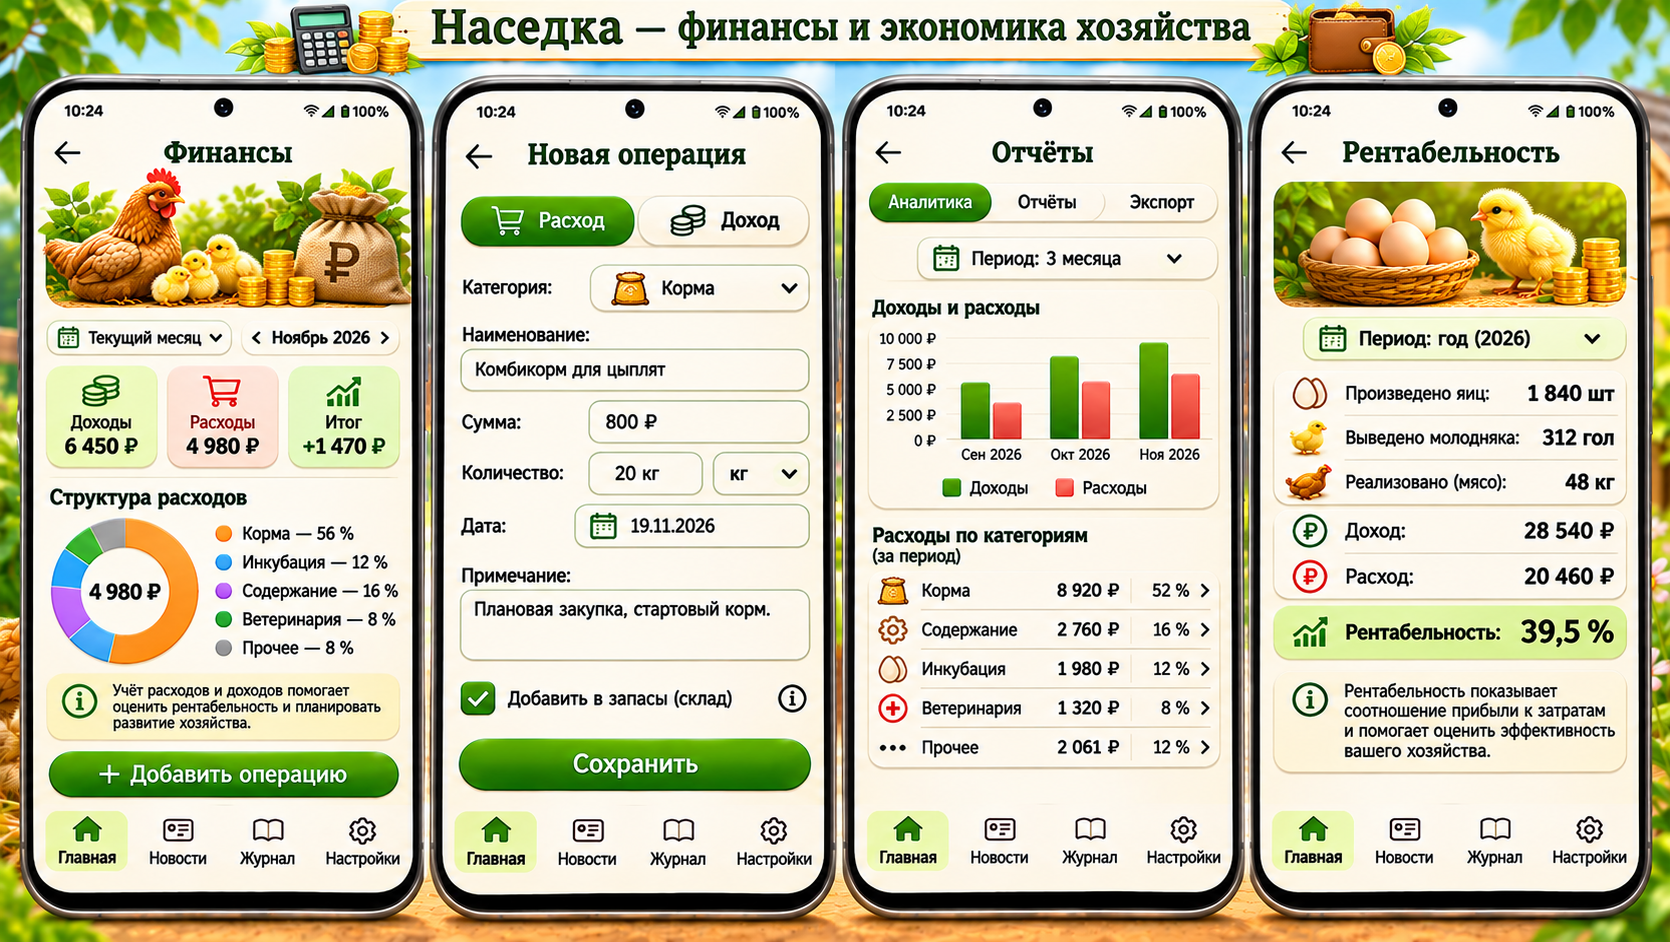 Наседка — финансы и экономика хозяйства
10:24
100%
Финансы
₽
Текущий месяц
Ноябрь 2026
Доходы
6 450 ₽
Расходы
4 980 ₽
Итог
+1 470 ₽
Структура расходов
4 980 ₽
Корма — 56 %
Инкубация — 12 %
Содержание — 16 %
Ветеринария — 8 %
Прочее — 8 %
Учёт расходов и доходов помогает
оценить рентабельность и планировать
развитие хозяйства.
+ Добавить операцию
Главная
Новости
Журнал
Настройки
10:24
100%
Новая операция
Расход
Доход
Категория:
Корма
Наименование:
Комбикорм для цыплят
Сумма:
800 ₽
Количество:
20 кг
кг
Дата:
19.11.2026
Примечание:
Плановая закупка, стартовый корм.
Добавить в запасы (склад)
Сохранить
Главная
Новости
Журнал
Настройки
10:24
100%
Отчёты
Аналитика
Отчёты
Экспорт
Период: 3 месяца
Доходы и расходы
10 000 ₽
7 500 ₽
5 000 ₽
2 500 ₽
0 ₽
Сен 2026
Окт 2026
Ноя 2026
Доходы
Расходы
Расходы по категориям
(за период)
Корма 8 920 ₽ 52 %
Содержание 2 760 ₽ 16 %
Инкубация 1 980 ₽ 12 %
Ветеринария 1 320 ₽ 8 %
Прочее 2 061 ₽ 12 %
Главная
Новости
Журнал
Настройки
10:24
100%
Рентабельность
Период: год (2026)
Произведено яиц: 1 840 шт
Выведено молодняка: 312 гол
Реализовано (мясо): 48 кг
₽ Доход: 28 540 ₽
₽ Расход: 20 460 ₽
Рентабельность: 39,5 %
Рентабельность показывает
соотношение прибыли к затратам
и помогает оценить эффективность
вашего хозяйства.
Главная
Новости
Журнал
Настройки